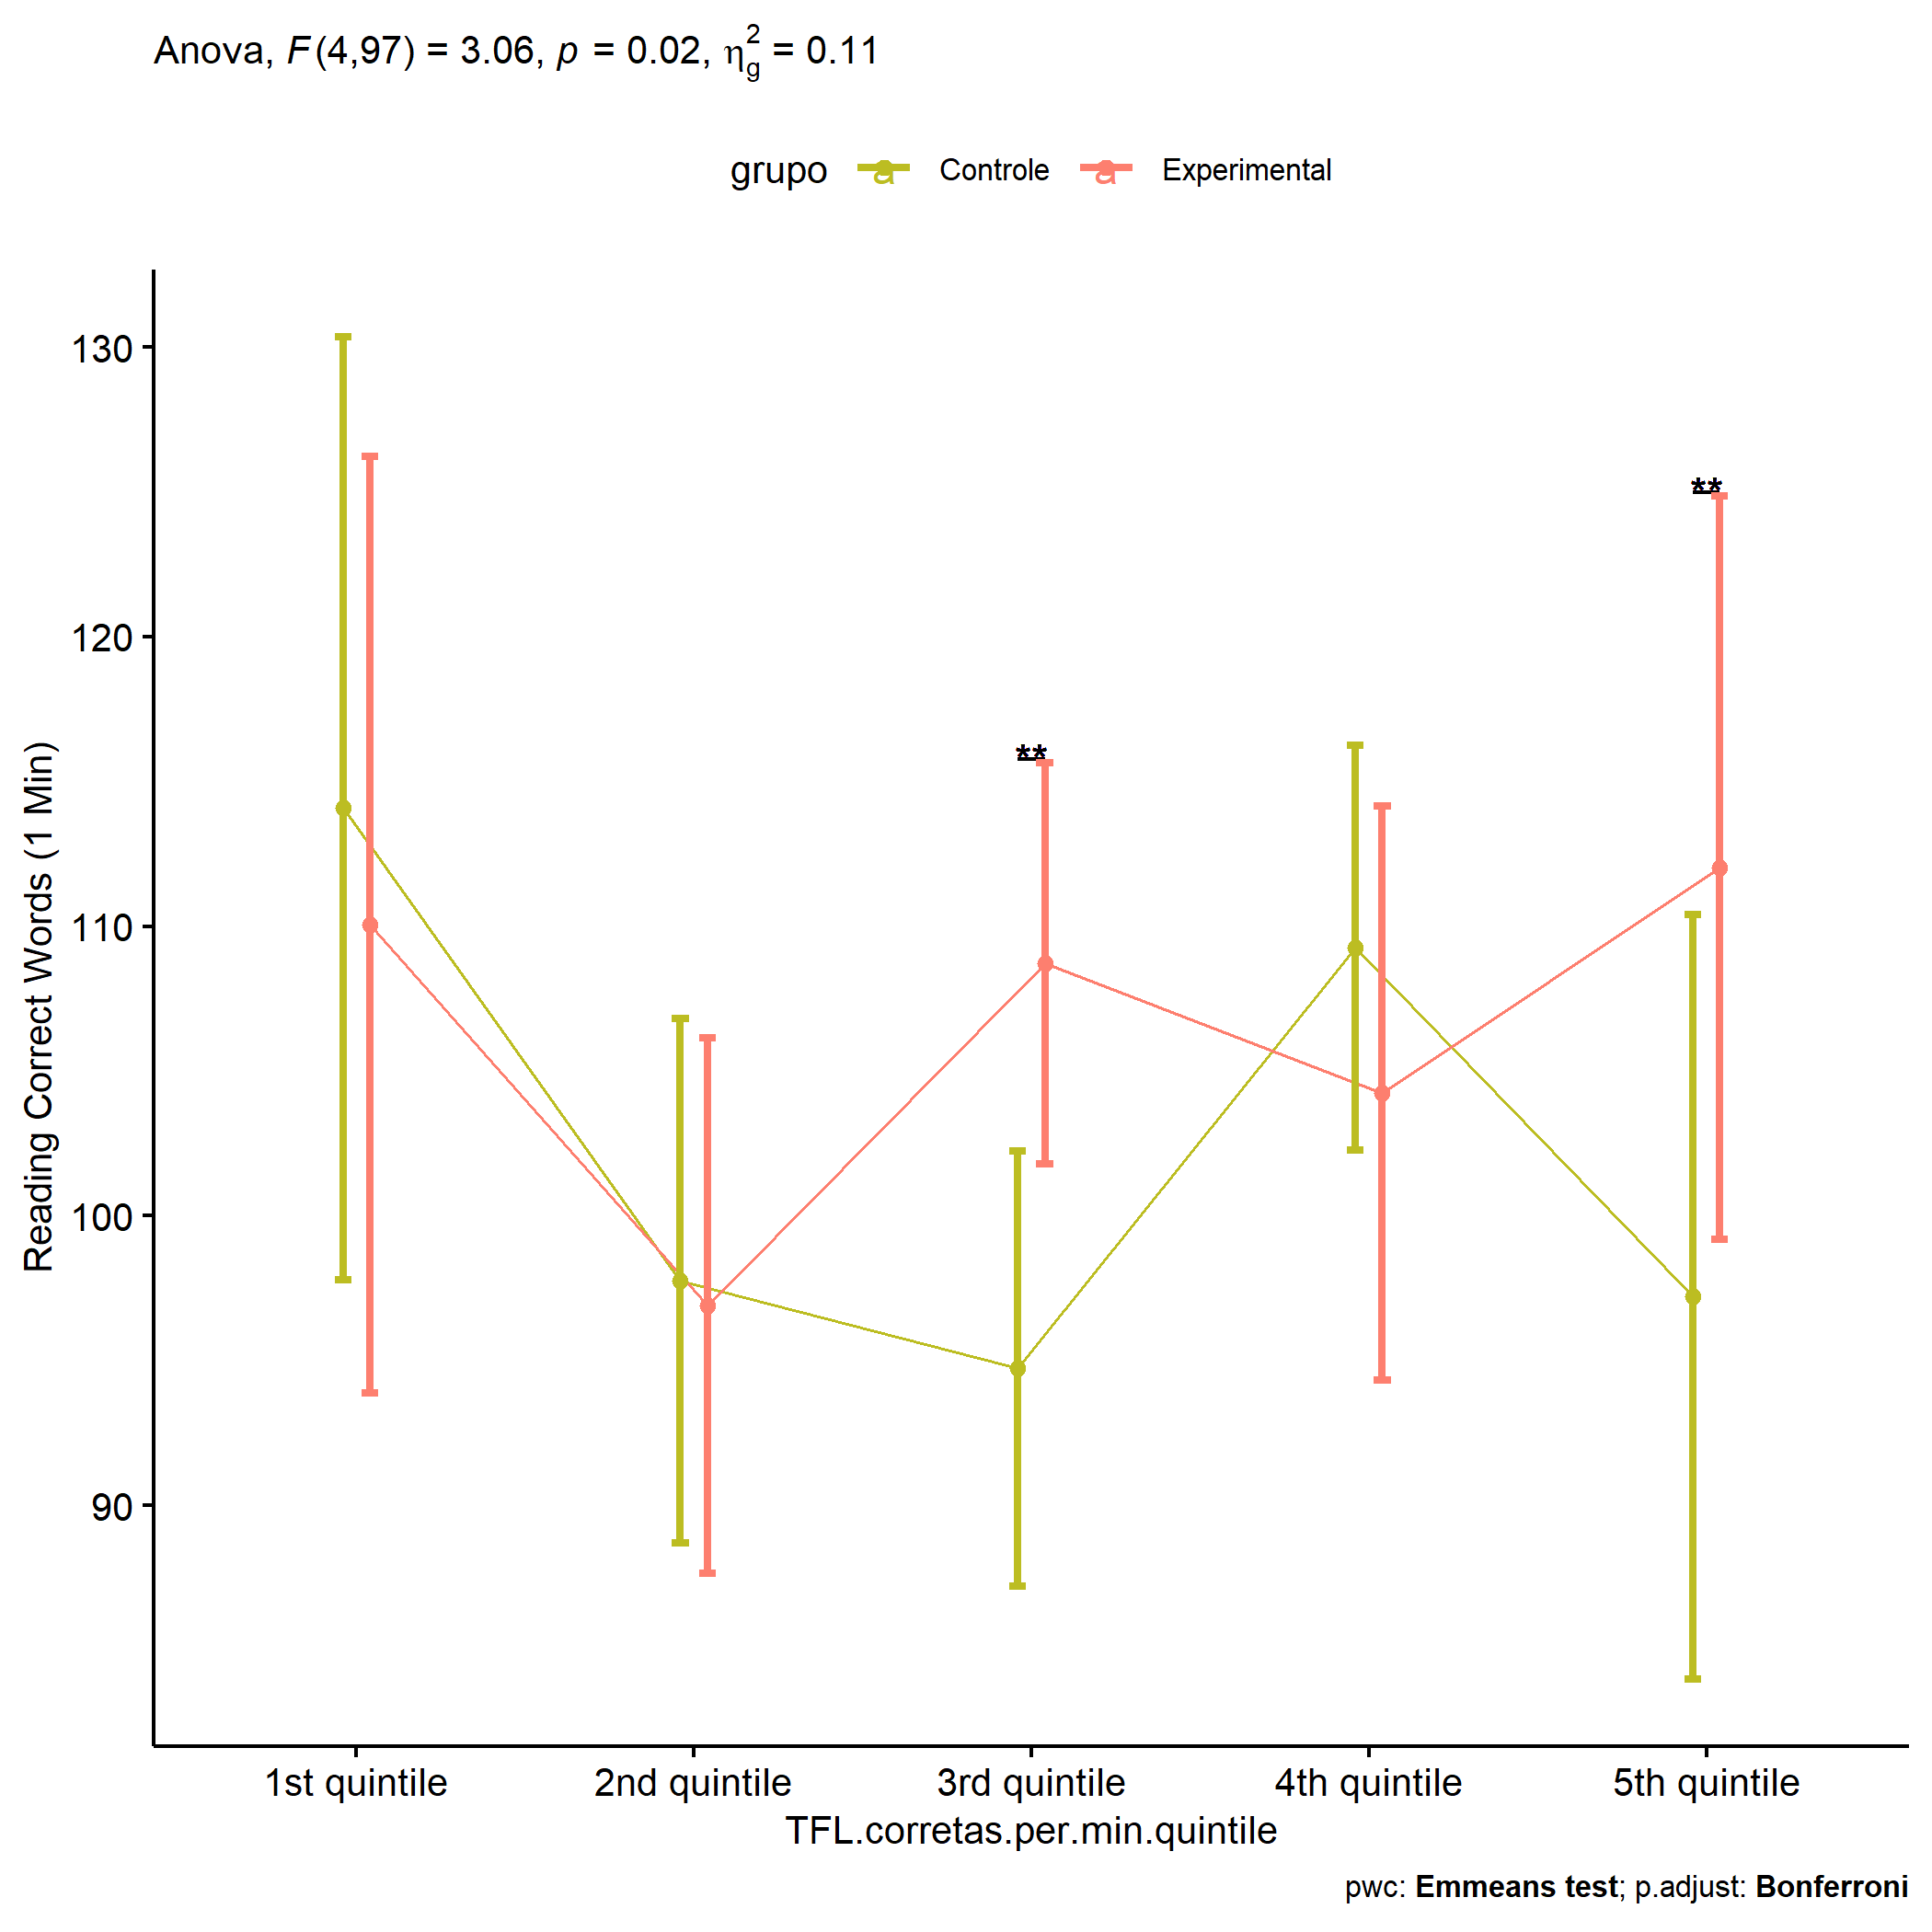 Anova, F(4,97) = 3.06, p = 0.02, η²g = 0.11
grupo a Controle a Experimental
130
120
110
100
90
Reading Correct Words (1 Min)
**
**
1st quintile 2nd quintile 3rd quintile 4th quintile 5th quintile
TFL.corretas.per.min.quintile
pwc: Emmeans test; p.adjust: Bonferroni